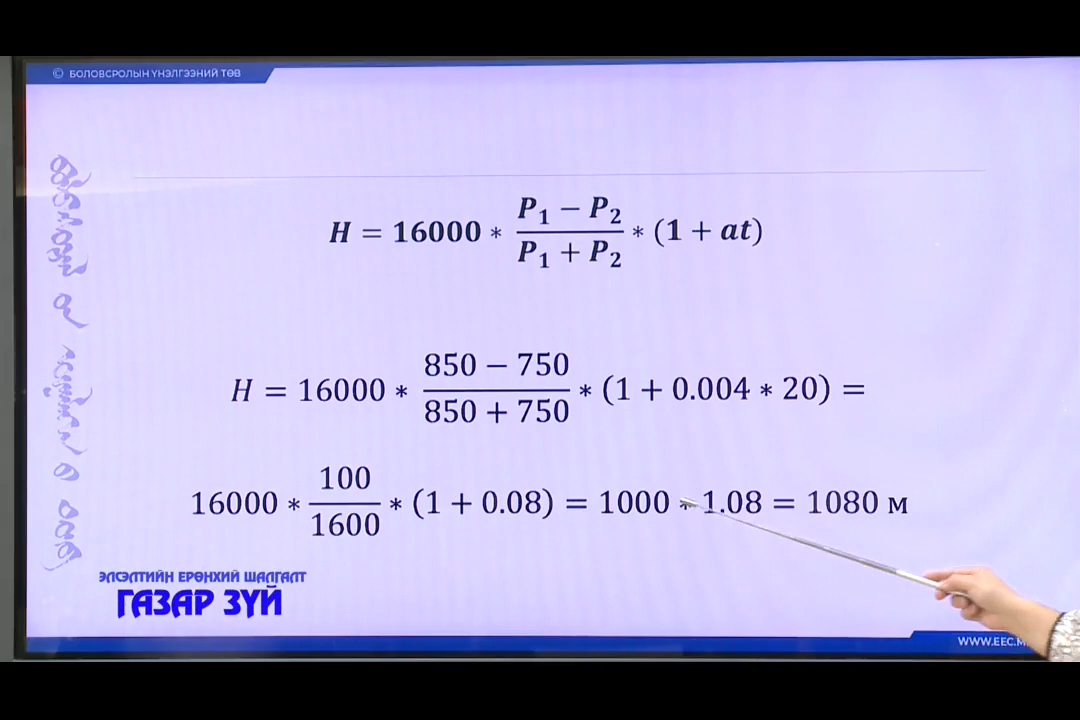 © БОЛОВСРОЛЫН ҮНЭЛГЭЭНИЙ ТӨВ
H = 16000 * (P₁ − P₂)/(P₁ + P₂) * (1 + at)
H = 16000 * (850 − 750)/(850 + 750) * (1 + 0.004 * 20) =
16000 * 100/1600 * (1 + 0.08) = 1000 * 1.08 = 1080 м
ЭЛСЭЛТИЙН ЕРӨНХИЙ ШАЛГАЛТ
ГАЗАР ЗҮЙ
WWW.EEC.M